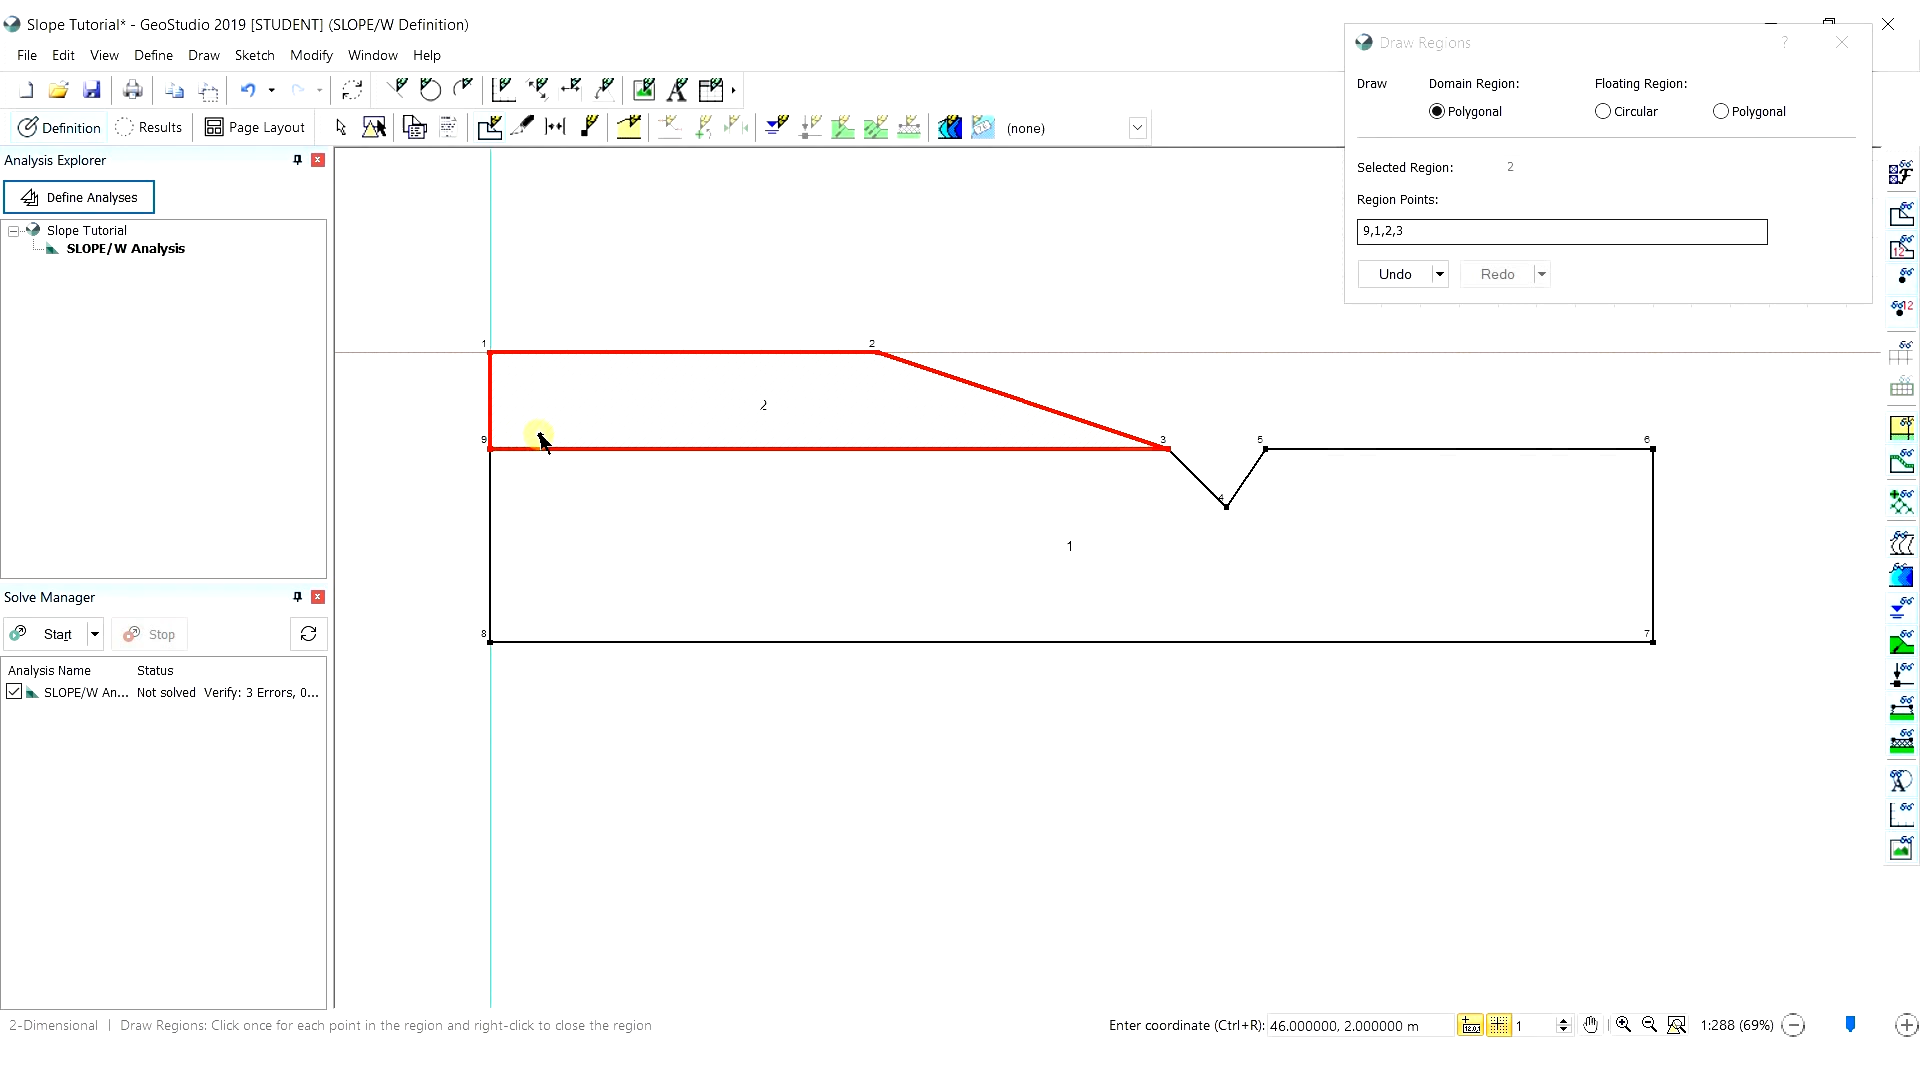 Slope Tutorial* - GeoStudio 2019 [STUDENT] (SLOPE/W Definition)
File Edit View Define Draw Sketch Modify Window Help
Definition Results Page Layout (none)
Analysis Explorer
Define Analyses
Slope Tutorial
SLOPE/W Analysis
Solve Manager
Start Stop
Analysis Name Status
SLOPE/W An... Not solved Verify: 3 Errors, 0...
Draw Regions ?
Draw Domain Region: Floating Region:
Polygonal Circular Polygonal
Selected Region: 2
Region Points:
9,1,2,3
Undo Redo
1 2
2
9 3 5 6
4
1
8 7
2-Dimensional | Draw Regions: Click once for each point in the region and right-click to close the region
Enter coordinate (Ctrl+R): 46.000000, 2.000000 m 1 1:288 (69%)